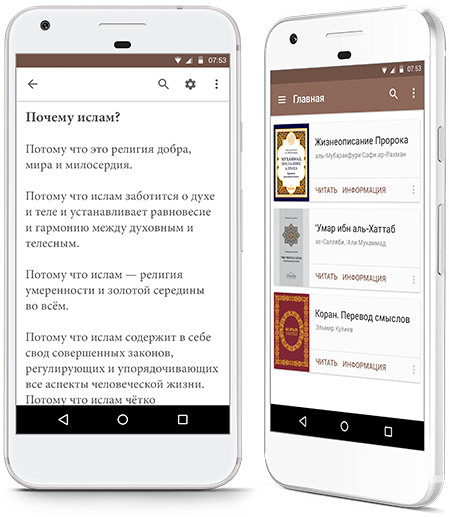 07:53
Почему ислам?
Потому что это религия добра,
мира и милосердия.
Потому что ислам заботится о духе
и теле и устанавливает равновесие
и гармонию между духовным и
телесным.
Потому что ислам — религия
умеренности и золотой середины
во всём.
Потому что ислам содержит в себе
свод совершенных законов,
регулирующих и упорядочивающих
все аспекты человеческой жизни.
Потому что ислам чётко
07:53
Главная
МУХАММАД
Жизнеописание Пророка
аль-Мубаракфури Сафи ар-Рахман
ЧИТАТЬ ИНФОРМАЦИЯ
'Умар ибн аль-Хаттаб
ас-Салляби, 'Али Мухаммад
ЧИТАТЬ ИНФОРМАЦИЯ
КОРАН
Коран. Перевод смыслов
Эльмир Кулиев
ЧИТАТЬ ИНФОРМАЦИЯ